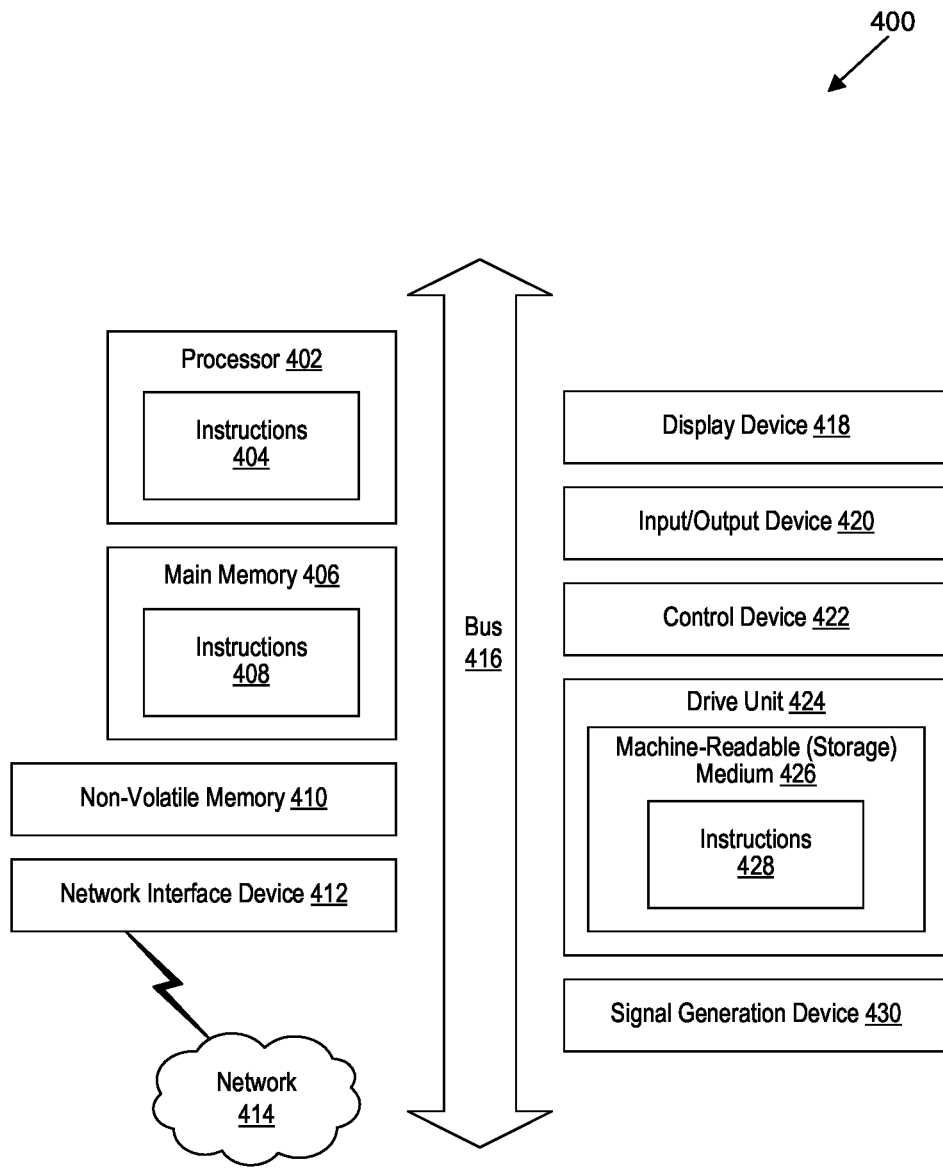 400
Processor 402
Instructions
404
Main Memory 406
Instructions
408
Non-Volatile Memory 410
Network Interface Device 412
Network
414
Bus
416
Display Device 418
Input/Output Device 420
Control Device 422
Drive Unit 424
Machine-Readable (Storage)
Medium 426
Instructions
428
Signal Generation Device 430